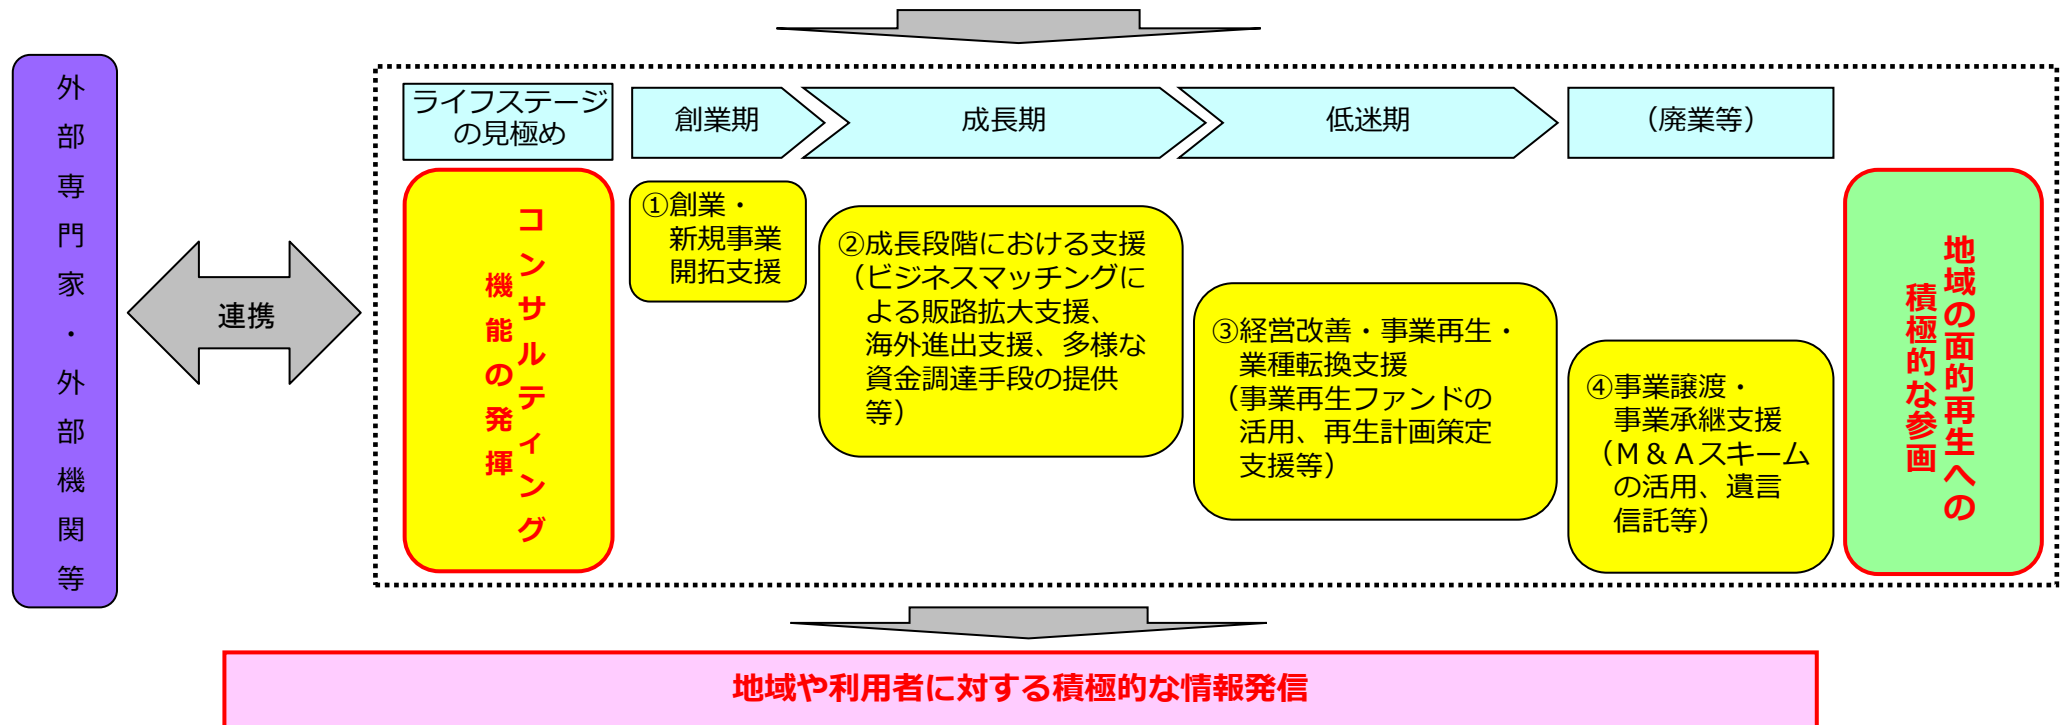 外部専門家・外部機関等
連携
ライフステージ
の見極め
創業期
成長期
低迷期
（廃業等）
コンサルティング
機能の発揮
①創業・
新規事業
開拓支援
②成長段階における支援
（ビジネスマッチングに
よる販路拡大支援、
海外進出支援、多様な
資金調達手段の提供
等）
③経営改善・事業再生・
業種転換支援
（事業再生ファンドの
活用、再生計画策定
支援等）
④事業譲渡・
事業承継支援
（Ｍ＆Ａスキーム
の活用、遺言
信託等）
地域の面的再生への
積極的な参画
地域や利用者に対する積極的な情報発信